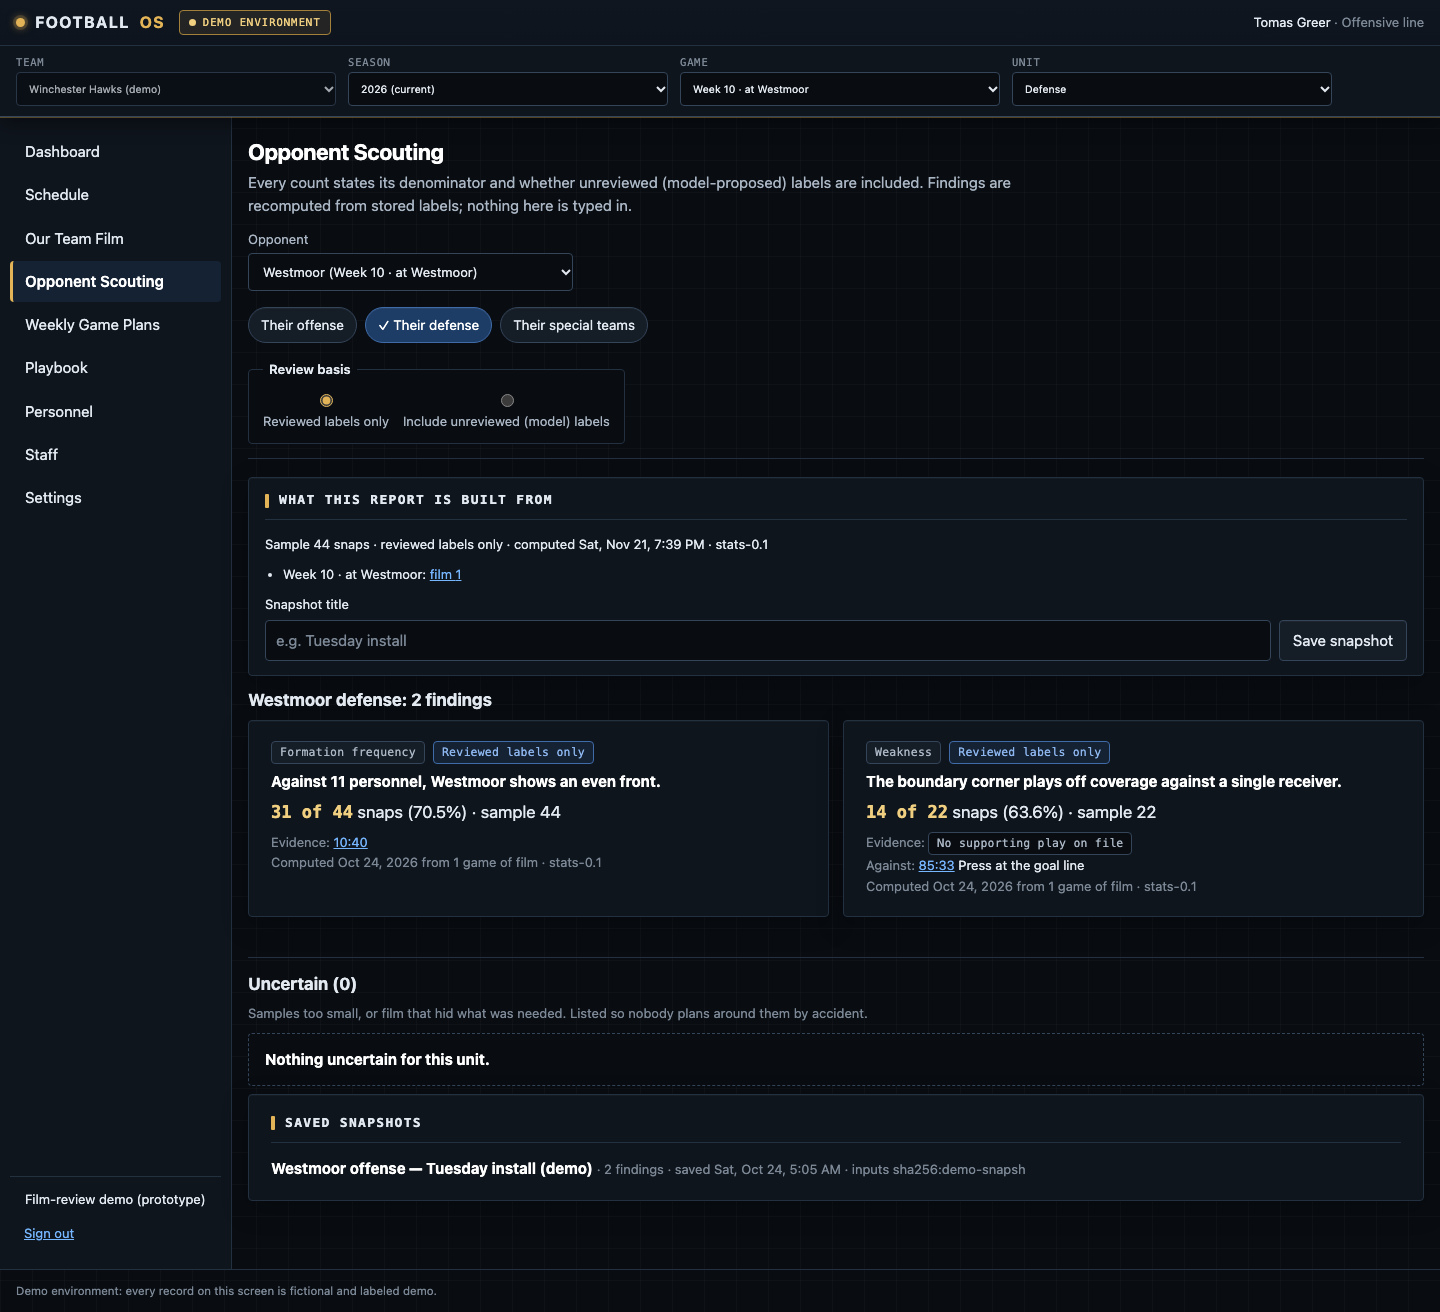 FOOTBALL OS
DEMO ENVIRONMENT
Tomas Greer · Offensive line
TEAM
Winchester Hawks (demo)
SEASON
2026 (current)
GAME
Week 10 · at Westmoor
UNIT
Defense
Dashboard
Schedule
Our Team Film
Opponent Scouting
Weekly Game Plans
Playbook
Personnel
Staff
Settings
Film-review demo (prototype)
Sign out
Opponent Scouting
Every count states its denominator and whether unreviewed (model-proposed) labels are included. Findings are
recomputed from stored labels; nothing here is typed in.
Opponent
Westmoor (Week 10 · at Westmoor)
Their offense
✓ Their defense
Their special teams
Review basis
Reviewed labels only
Include unreviewed (model) labels
WHAT THIS REPORT IS BUILT FROM
Sample 44 snaps · reviewed labels only · computed Sat, Nov 21, 7:39 PM · stats-0.1
• Week 10 · at Westmoor: film 1
Snapshot title
e.g. Tuesday install
Save snapshot
Westmoor defense: 2 findings
Formation frequency
Reviewed labels only
Against 11 personnel, Westmoor shows an even front.
31 of 44 snaps (70.5%) · sample 44
Evidence: 10:40
Computed Oct 24, 2026 from 1 game of film · stats-0.1
Weakness
Reviewed labels only
The boundary corner plays off coverage against a single receiver.
14 of 22 snaps (63.6%) · sample 22
Evidence: No supporting play on file
Against: 85:33 Press at the goal line
Computed Oct 24, 2026 from 1 game of film · stats-0.1
Uncertain (0)
Samples too small, or film that hid what was needed. Listed so nobody plans around them by accident.
Nothing uncertain for this unit.
SAVED SNAPSHOTS
Westmoor offense — Tuesday install (demo) · 2 findings · saved Sat, Oct 24, 5:05 AM · inputs sha256:demo-snapsh
Demo environment: every record on this screen is fictional and labeled demo.